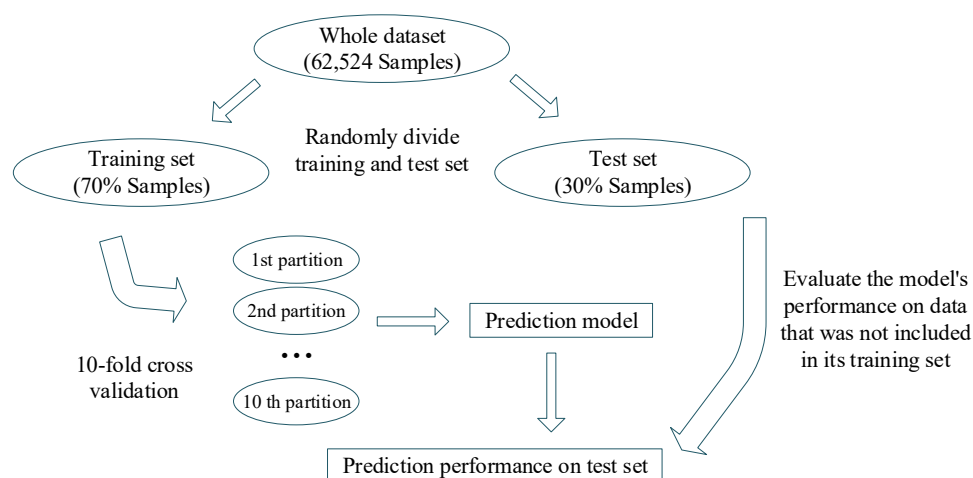 Whole dataset
(62,524 Samples)
Randomly divide
training and test set
Training set
(70% Samples)
Test set
(30% Samples)
1st partition
2nd partition
...
10 th partition
10-fold cross
validation
Prediction model
Evaluate the model's
performance on data
that was not included
in its training set
Prediction performance on test set